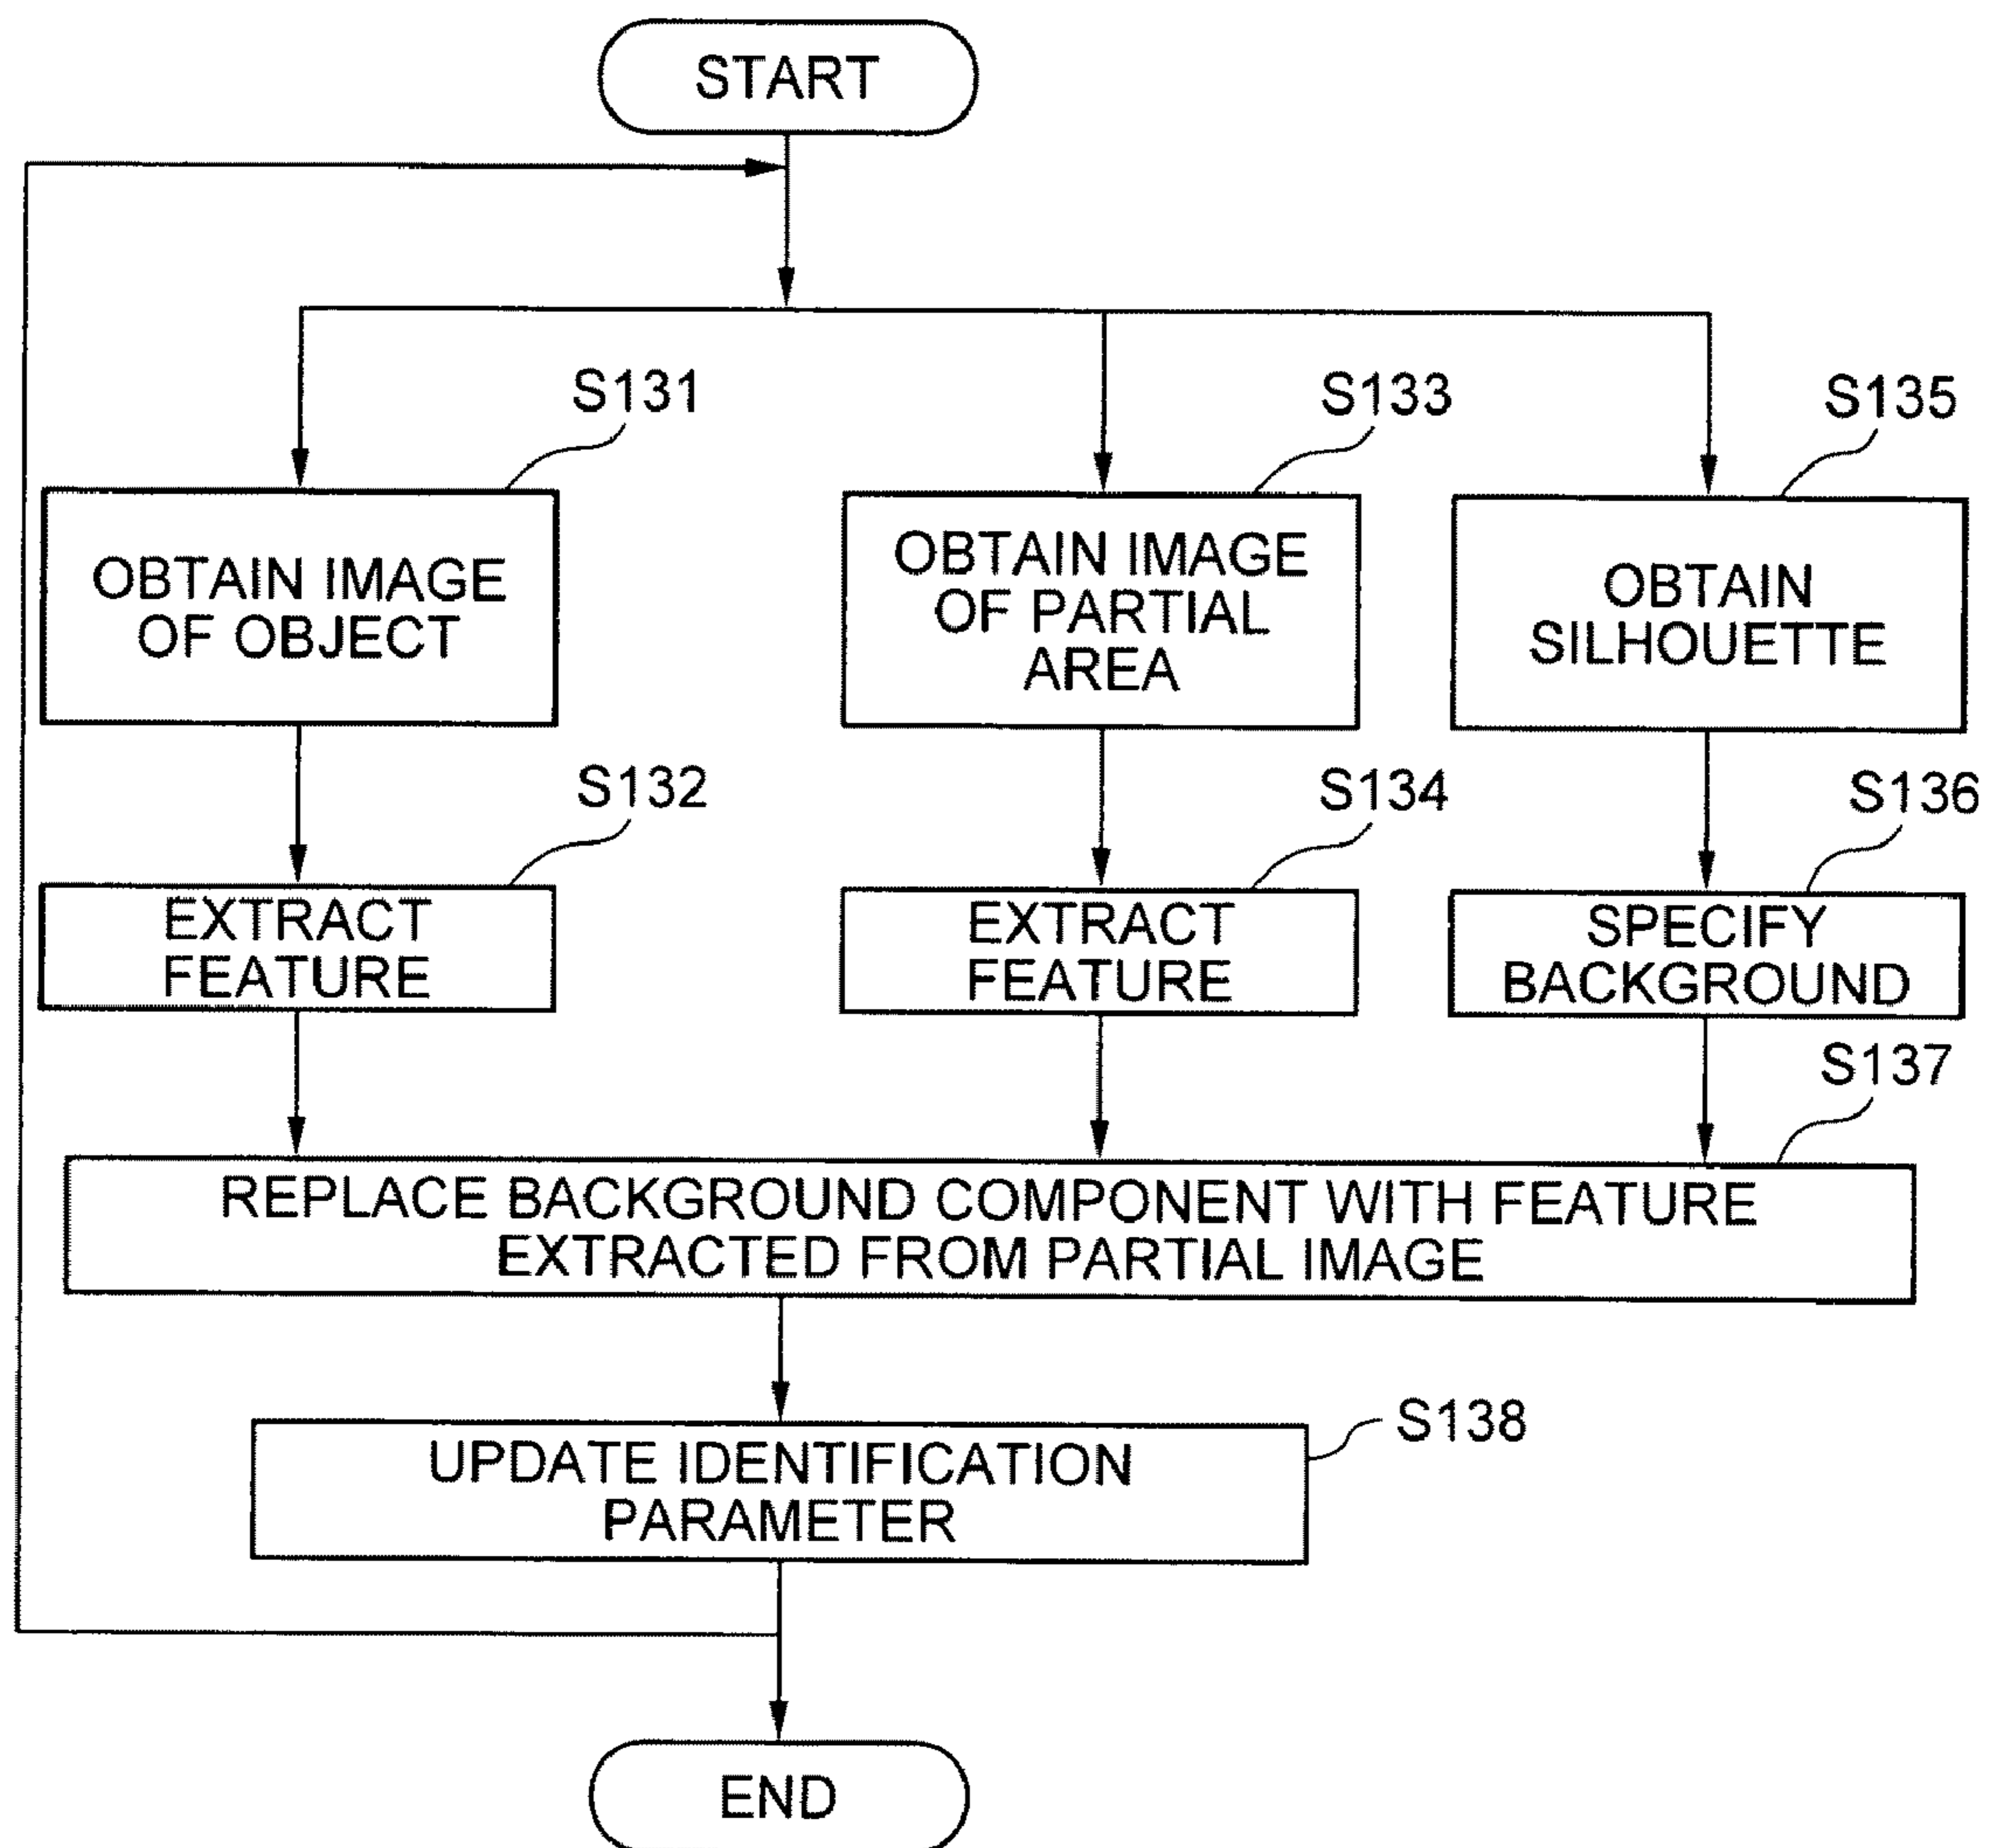 START
S131
S133
S135
OBTAIN IMAGE
OF OBJECT
OBTAIN IMAGE
OF PARTIAL
AREA
OBTAIN
SILHOUETTE
S132
S134
S136
EXTRACT
FEATURE
EXTRACT
FEATURE
SPECIFY
BACKGROUND
S137
REPLACE BACKGROUND COMPONENT WITH FEATURE
EXTRACTED FROM PARTIAL IMAGE
S138
UPDATE IDENTIFICATION
PARAMETER
END